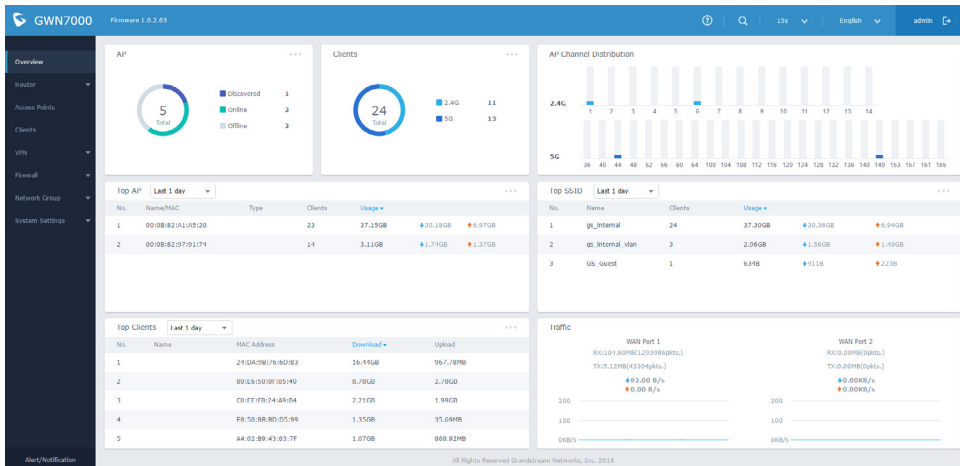 GWN7000 Firmware 1.0.2.63 15s English admin
Overview
Router
Access Points
Clients
VPN
Firewall
Network Group
System Settings
Alert/Notification
AP
5
Total
Discovered 1
Online 2
Offline 3
Clients
24
Total
2.4G 11
5G 13
AP Channel Distribution
2.4G
1 2 3 4 5 6 7 8 9 10 11 12 13 14
5G
36 40 44 48 52 56 60 64 100 104 108 112 116 120 124 128 132 136 140 149 153 157 161 165
Top AP Last 1 day
No. Name/MAC Type Clients Usage
1 00:0B:82:A1:A5:20 23 37.15GB 30.18GB 6.97GB
2 00:0B:82:97:91:74 14 3.11GB 1.74GB 1.37GB
Top SSID Last 1 day
No. Name Clients Usage
1 gs_internal 24 37.30GB 30.36GB 6.94GB
2 gs_internal_vlan 3 2.96GB 1.56GB 1.40GB
3 GS_Guest 1 634B 411B 223B
Top Clients Last 1 day
No. Name MAC Address Download Upload
1 24:DA:9B:76:6D:83 16.44GB 967.78MB
2 80:E6:50:0F:05:40 8.78GB 2.78GB
3 C0:EE:FB:24:A9:B4 2.21GB 1.99GB
4 E8:50:8B:BD:D5:99 1.35GB 35.69MB
5 A4:02:B9:43:83:7F 1.07GB 888.92MB
Traffic
WAN Port 1
RX:104.60MB(1293986pkts.)
TX:5.12MB(43304pkts.)
92.00 B/s
0.00 B/s
200
100
0KB/s
WAN Port 2
RX:0.00MB(0pkts.)
TX:0.00MB(0pkts.)
0.00KB/s
0.00KB/s
200
100
0KB/s
All Rights Reserved Grandstream Networks, Inc. 2016